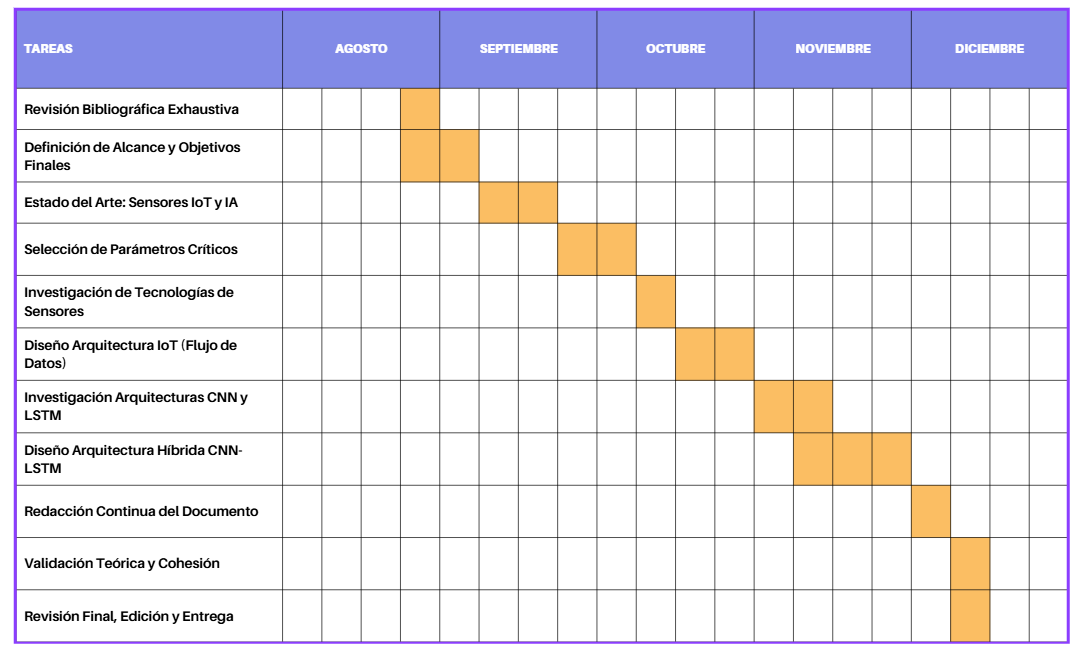 TAREAS
AGOSTO
SEPTIEMBRE
OCTUBRE
NOVIEMBRE
DICIEMBRE
Revisión Bibliográfica Exhaustiva
Definición de Alcance y Objetivos
Finales
Estado del Arte: Sensores IoT y IA
Selección de Parámetros Críticos
Investigación de Tecnologías de
Sensores
Diseño Arquitectura IoT (Flujo de
Datos)
Investigación Arquitecturas CNN y
LSTM
Diseño Arquitectura Híbrida CNN-
LSTM
Redacción Continua del Documento
Validación Teórica y Cohesión
Revisión Final, Edición y Entrega